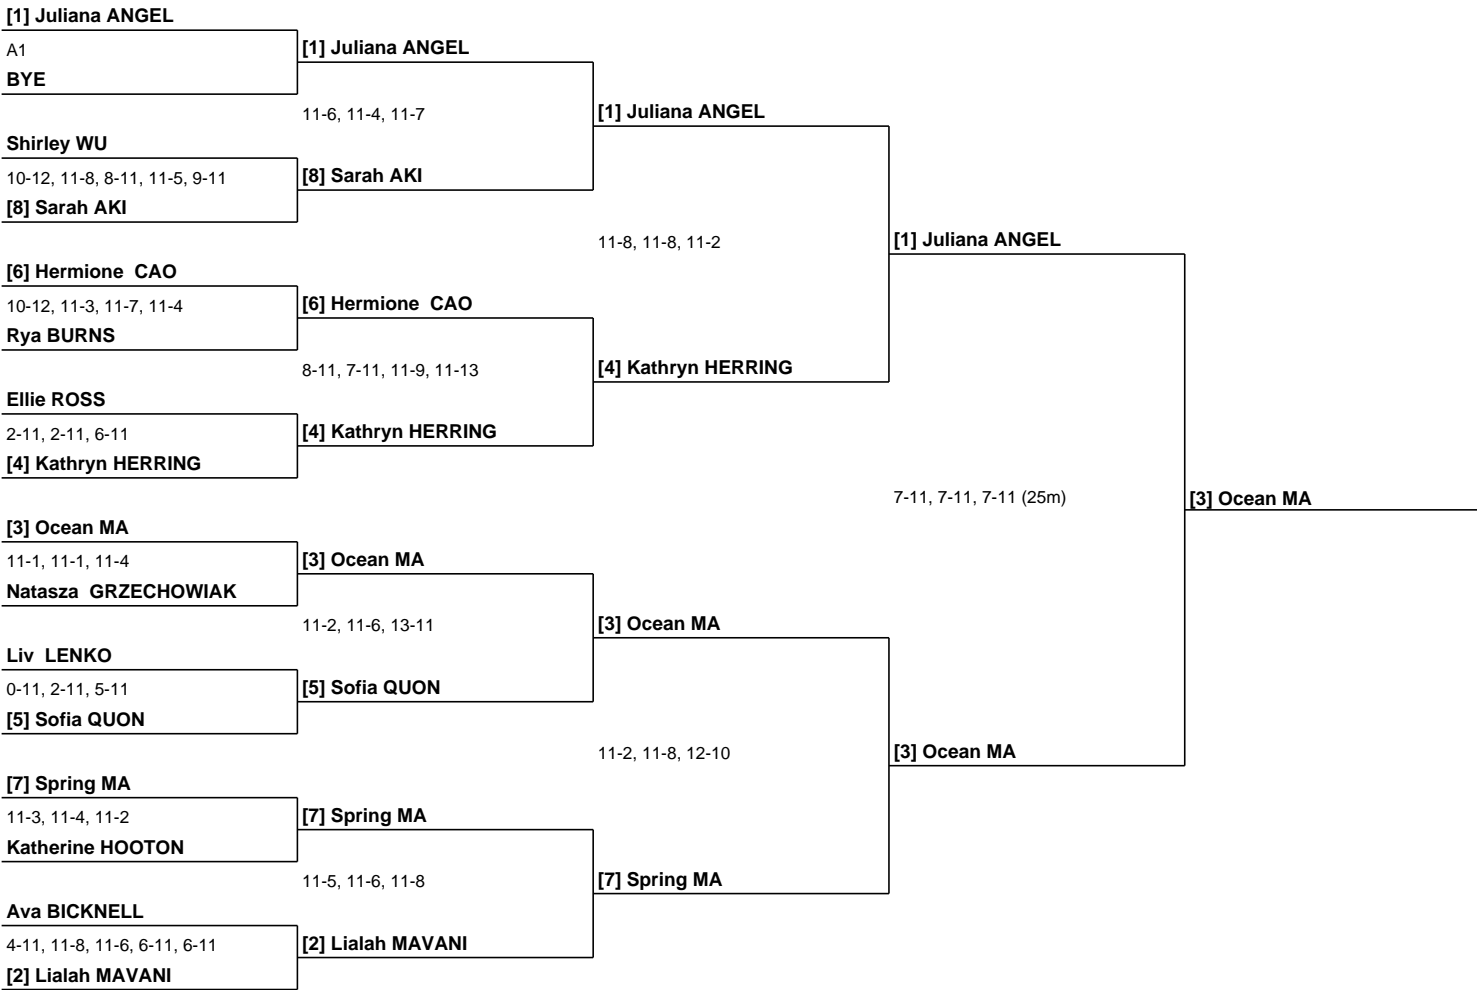 [1] Juliana ANGEL
A1
BYE
Shirley WU
10-12, 11-8, 8-11, 11-5, 9-11
[8] Sarah AKI
[6] Hermione  CAO
10-12, 11-3, 11-7, 11-4
Rya BURNS
Ellie ROSS
2-11, 2-11, 6-11
[4] Kathryn HERRING
[3] Ocean MA
11-1, 11-1, 11-4
Natasza  GRZECHOWIAK
Liv  LENKO
0-11, 2-11, 5-11
[5] Sofia QUON
[7] Spring MA
11-3, 11-4, 11-2
Katherine HOOTON
Ava BICKNELL
4-11, 11-8, 11-6, 6-11, 6-11
[2] Lialah MAVANI
[1] Juliana ANGEL
11-6, 11-4, 11-7
[8] Sarah AKI
[6] Hermione  CAO
8-11, 7-11, 11-9, 11-13
[4] Kathryn HERRING
[3] Ocean MA
11-2, 11-6, 13-11
[5] Sofia QUON
[7] Spring MA
11-5, 11-6, 11-8
[2] Lialah MAVANI
[1] Juliana ANGEL
11-8, 11-8, 11-2
[4] Kathryn HERRING
[3] Ocean MA
11-2, 11-8, 12-10
[7] Spring MA
[1] Juliana ANGEL
7-11, 7-11, 7-11 (25m)
[3] Ocean MA
[3] Ocean MA